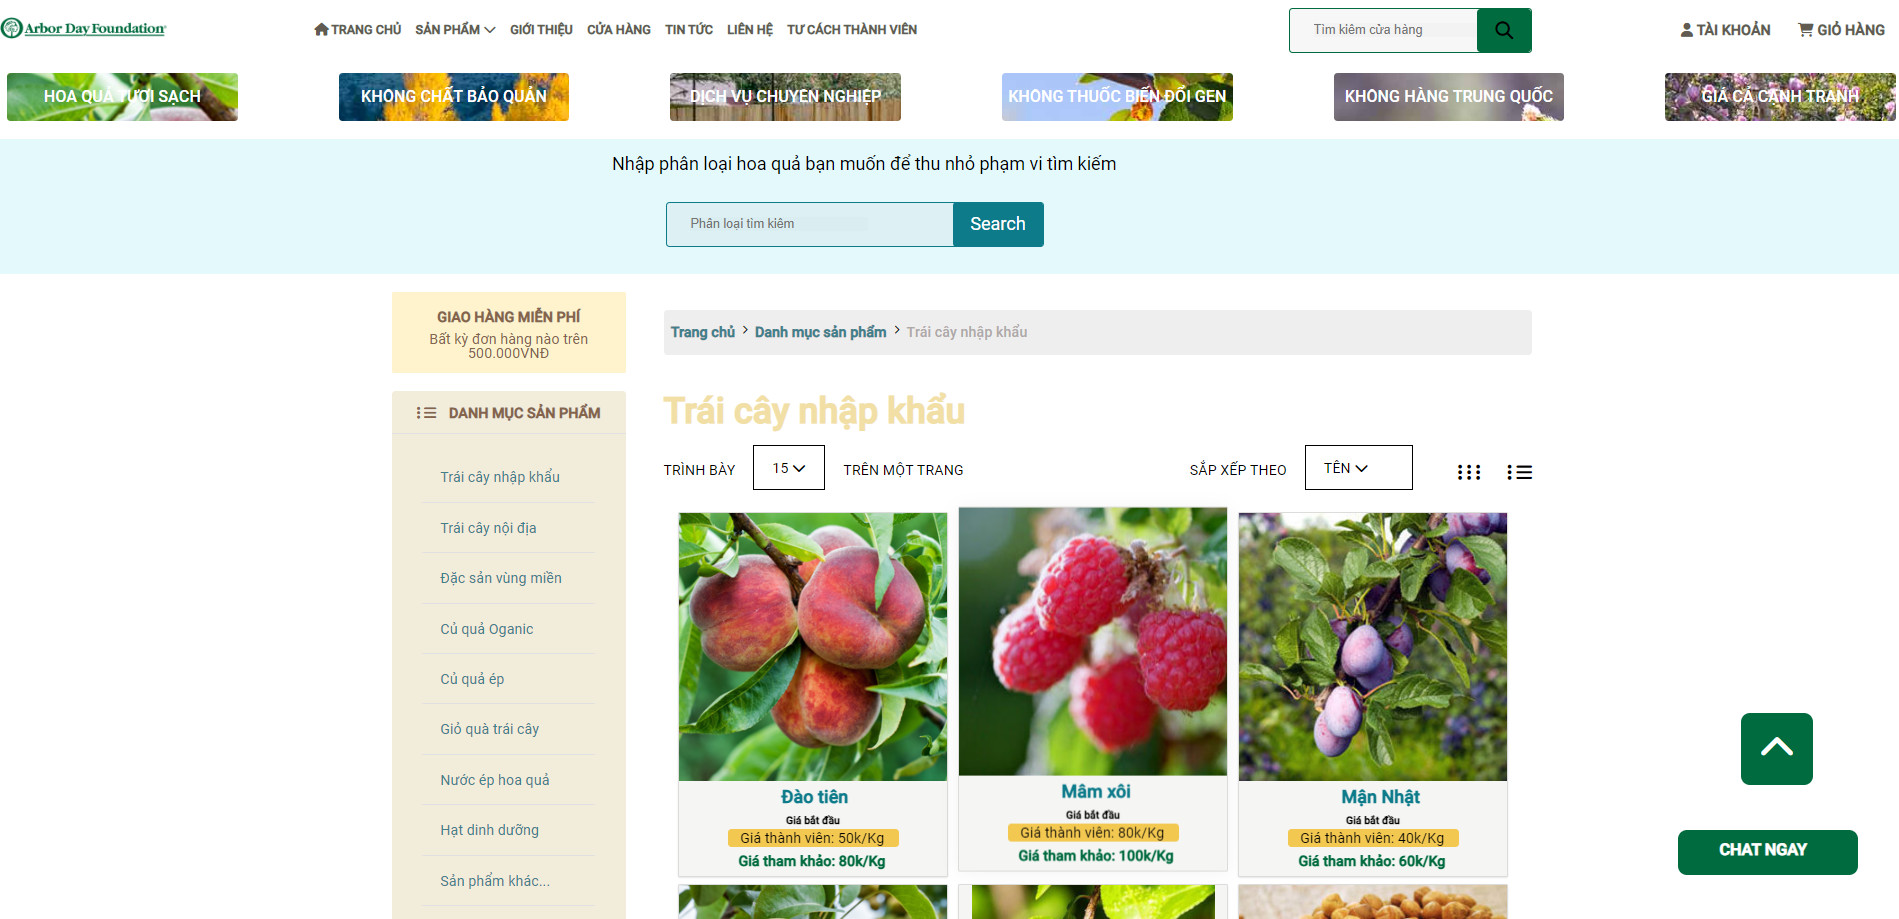 Arbor Day Foundation
TRANG CHỦ SẢN PHẨM GIỚI THIỆU CỬA HÀNG TIN TỨC LIÊN HỆ TƯ CÁCH THÀNH VIÊN
Tìm kiếm cửa hàng
TÀI KHOẢN GIỎ HÀNG
HOA QUẢ TƯƠI SẠCH
KHÔNG CHẤT BẢO QUẢN
DỊCH VỤ CHUYÊN NGHIỆP
KHÔNG THUỐC BIẾN ĐỔI GEN
KHÔNG HÀNG TRUNG QUỐC
GIÁ CẢ CẠNH TRANH
Nhập phân loại hoa quả bạn muốn để thu nhỏ phạm vi tìm kiếm
Phân loại tìm kiêm
Search
GIAO HÀNG MIỄN PHÍ
Bất kỳ đơn hàng nào trên
500.000VNĐ
DANH MỤC SẢN PHẨM
Trái cây nhập khẩu
Trái cây nội địa
Đặc sản vùng miền
Củ quả Oganic
Củ quả ép
Giỏ quà trái cây
Nước ép hoa quả
Hạt dinh dưỡng
Sản phẩm khác...
Trang chủ > Danh mục sản phẩm > Trái cây nhập khẩu
Trái cây nhập khẩu
TRÌNH BÀY 15 TRÊN MỘT TRANG
SẮP XẾP THEO TÊN
Đào tiên
Giá bắt đầu
Giá thành viên: 50k/Kg
Giá tham khảo: 80k/Kg
Mâm xôi
Giá bắt đầu
Giá thành viên: 80k/Kg
Giá tham khảo: 100k/Kg
Mận Nhật
Giá bắt đầu
Giá thành viên: 40k/Kg
Giá tham khảo: 60k/Kg
CHAT NGAY